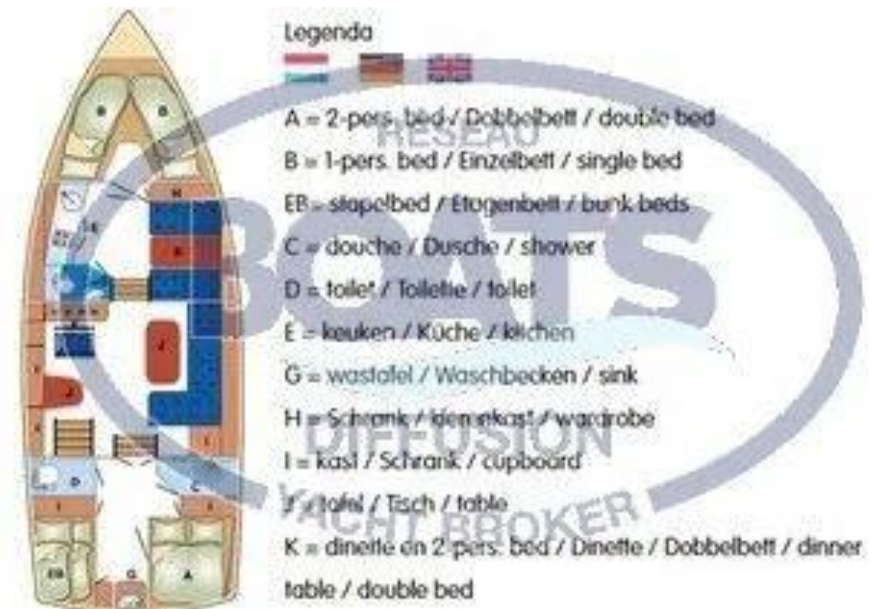 Legenda
A = 2-pers. bed / Dobbelbett / double bed
B = 1-pers. bed / Einzelbett / single bed
EB = stapelbed / Etagenbett / bunk beds
C = douche / Dusche / shower
D = toilet / Toilette / toilet
E = keuken / Küche / kitchen
G = wastafel / Waschbecken / sink
H = Schrank / klerenkast / wardrobe
I = kast / Schrank / cupboard
J = tafel / Tisch / table
K = dinette en 2-pers. bed / Dinette / Dobbelbett / dinner
table / double bed
RESEAU
BOATS
DIFFUSION
YACHT BROKER
B
B
H
E
K
J
J
I
I
I
D
C
I
I
EB
G
A